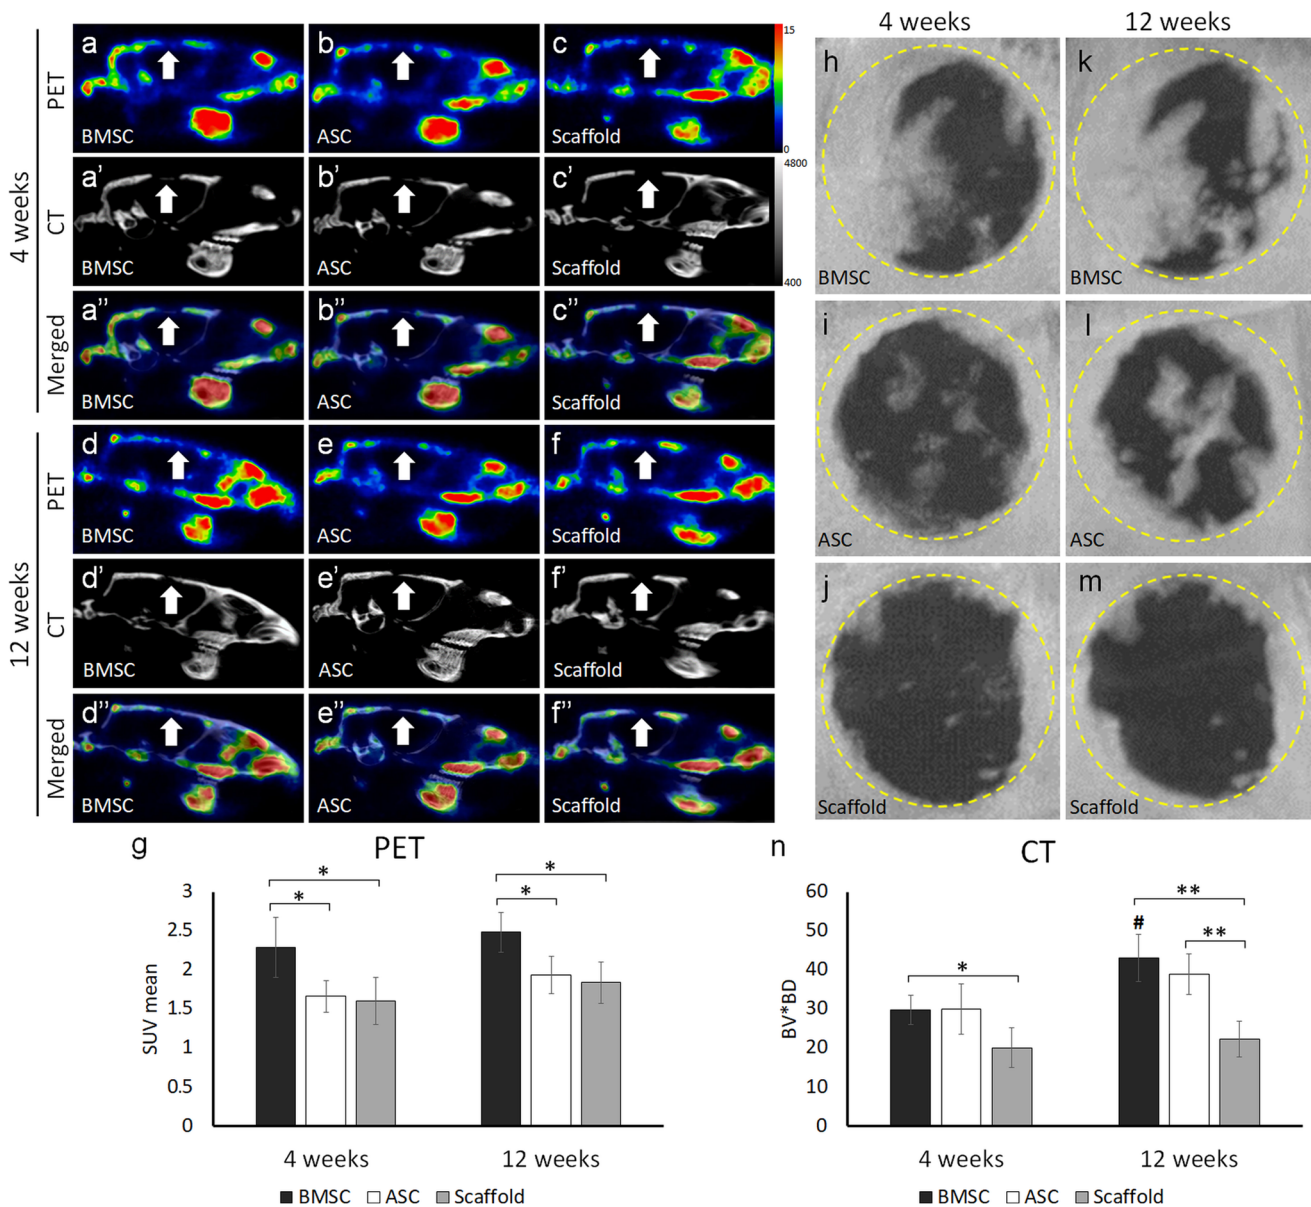 4 weeks 12 weeks
4 weeks
PET
a
BMSC
b
ASC
c
Scaffold
15
0
CT
a’
BMSC
b’
ASC
c’
Scaffold
4800
400
Merged
a’’
BMSC
b’’
ASC
c’’
Scaffold
12 weeks
PET
d
BMSC
e
ASC
f
Scaffold
CT
d’
BMSC
e’
ASC
f’
Scaffold
Merged
d’’
BMSC
e’’
ASC
f’’
Scaffold
h
BMSC
k
BMSC
i
ASC
l
ASC
j
Scaffold
m
Scaffold
g
PET
SUV mean
3
2.5
2
1.5
1
0.5
0
*
*
*
*
4 weeks 12 weeks
BMSC ASC Scaffold
n
CT
BV*BD
60
50
40
30
20
10
0
*
#
**
**
4 weeks 12 weeks
BMSC ASC Scaffold